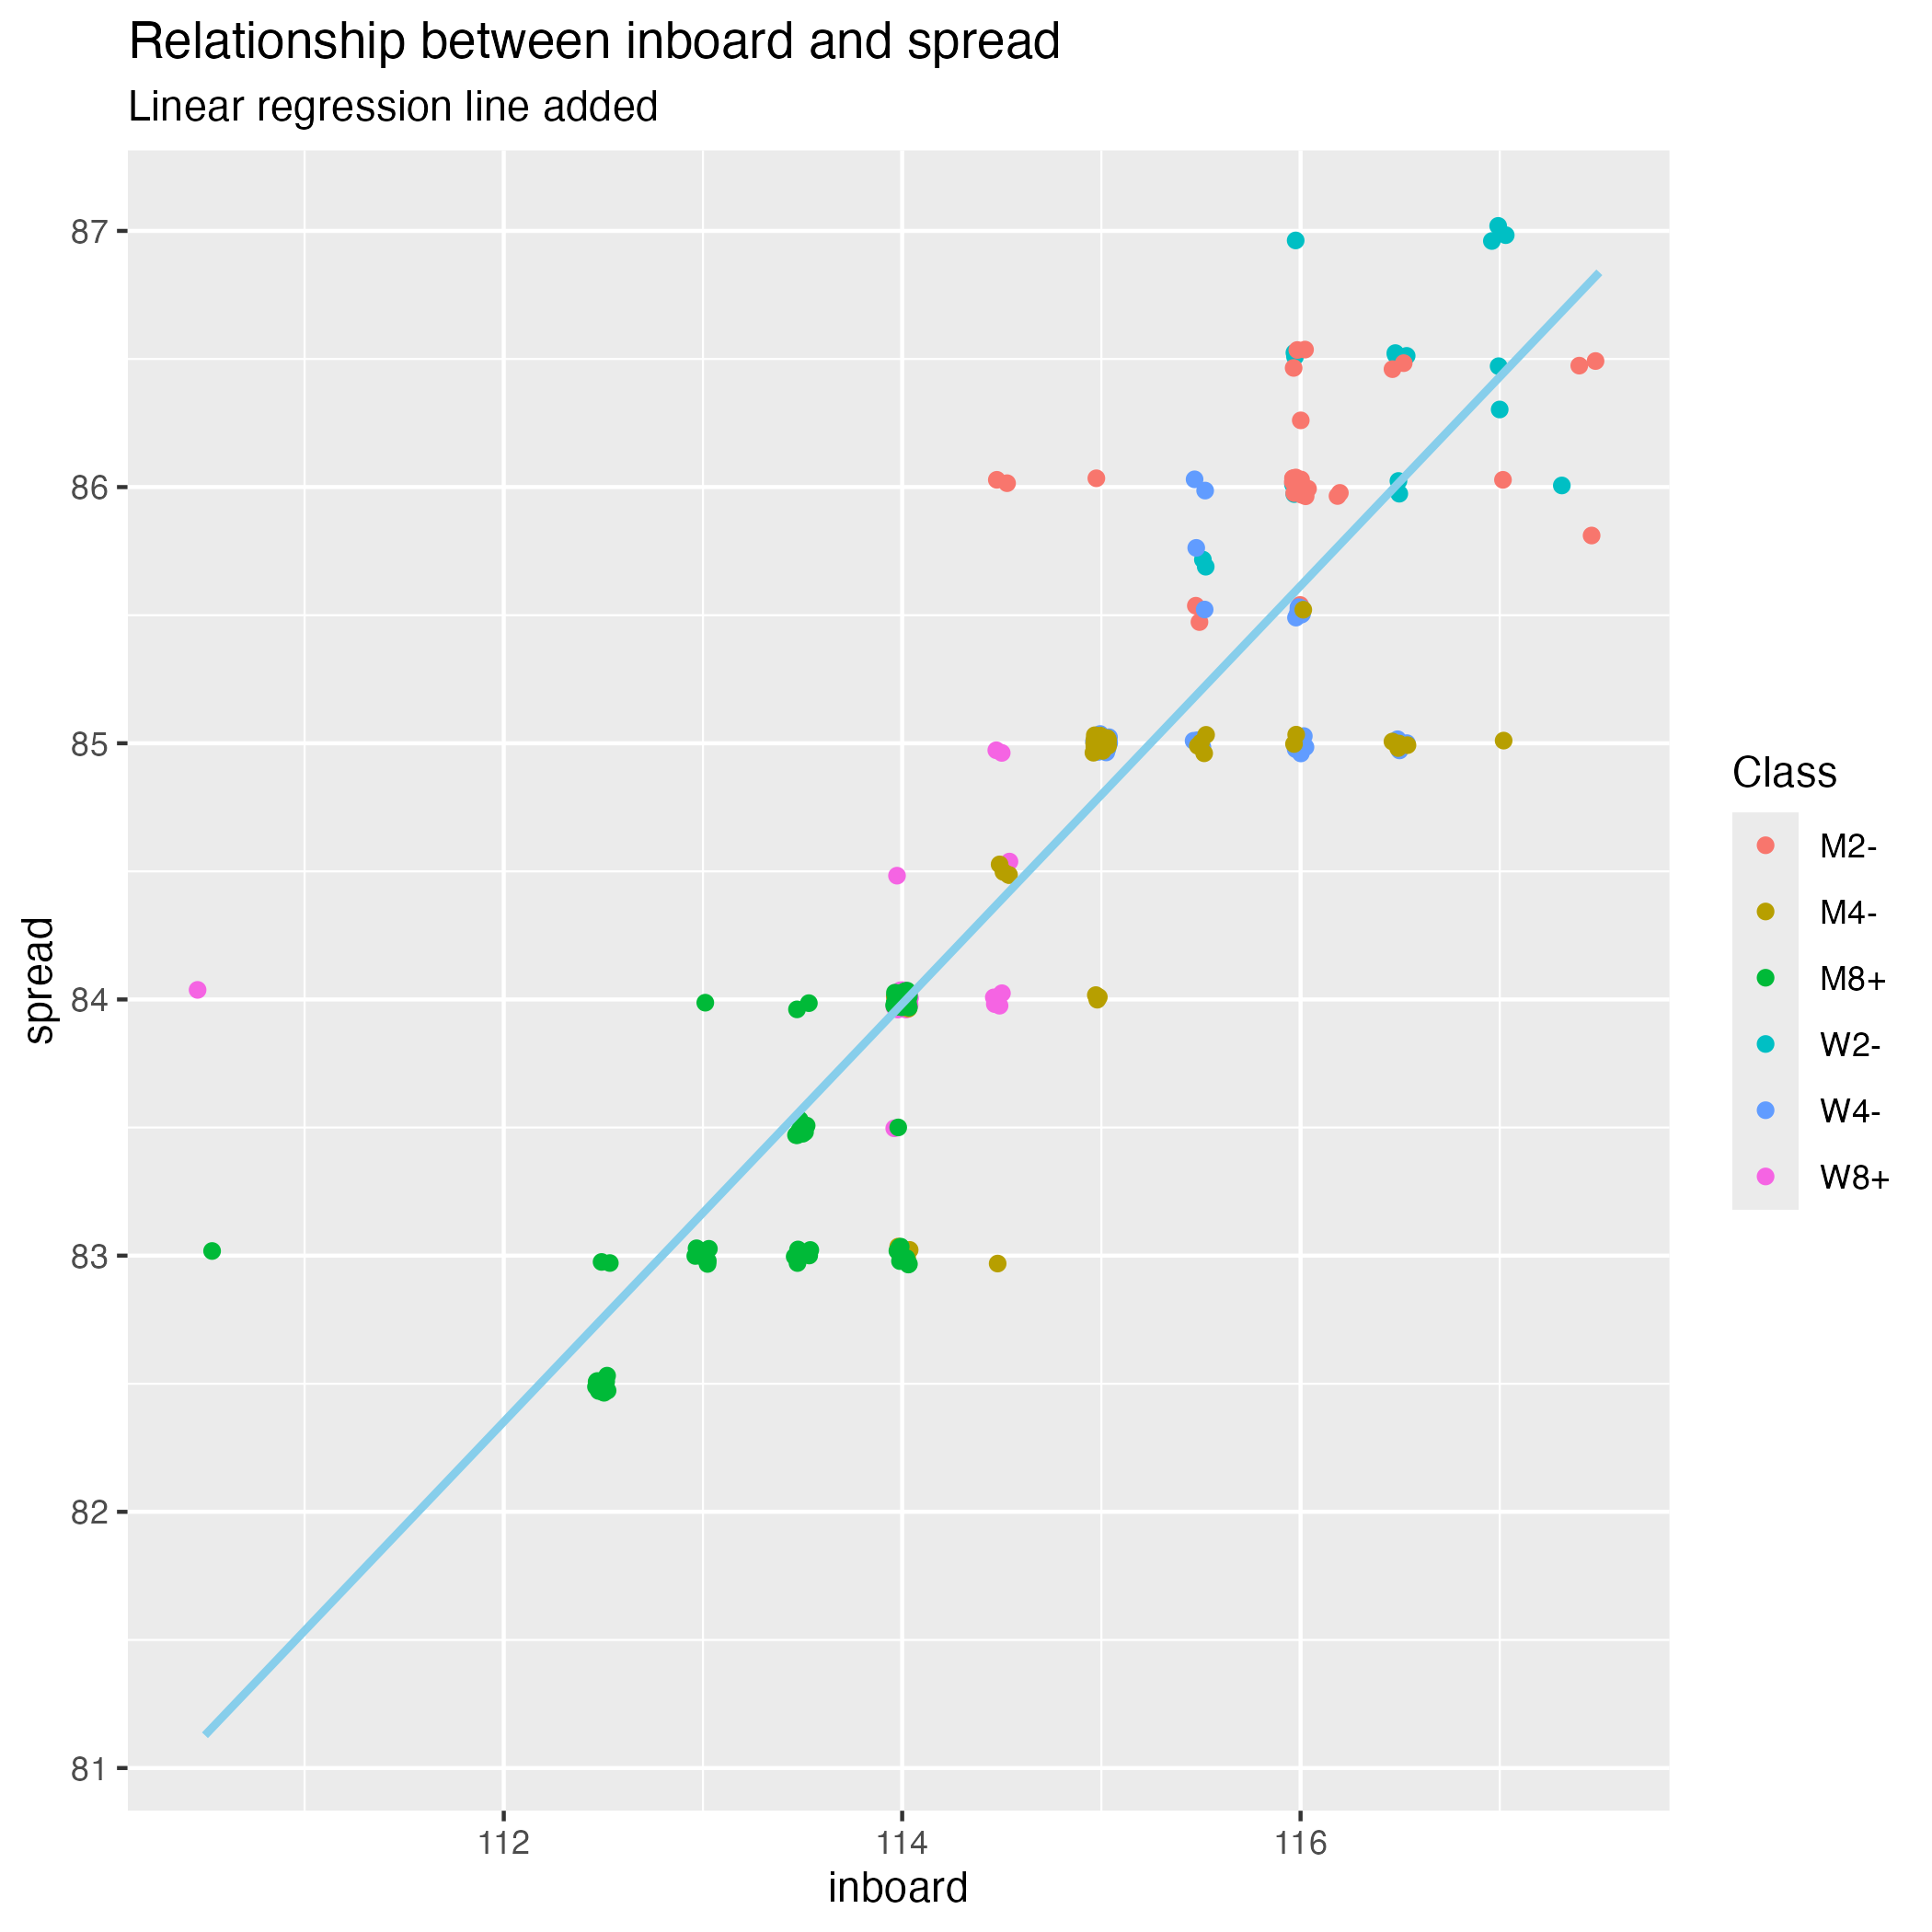 Relationship between inboard and spread
Linear regression line added
87
86
85
84
83
82
81
spread
112 114 116
inboard
Class
M2-
M4-
M8+
W2-
W4-
W8+